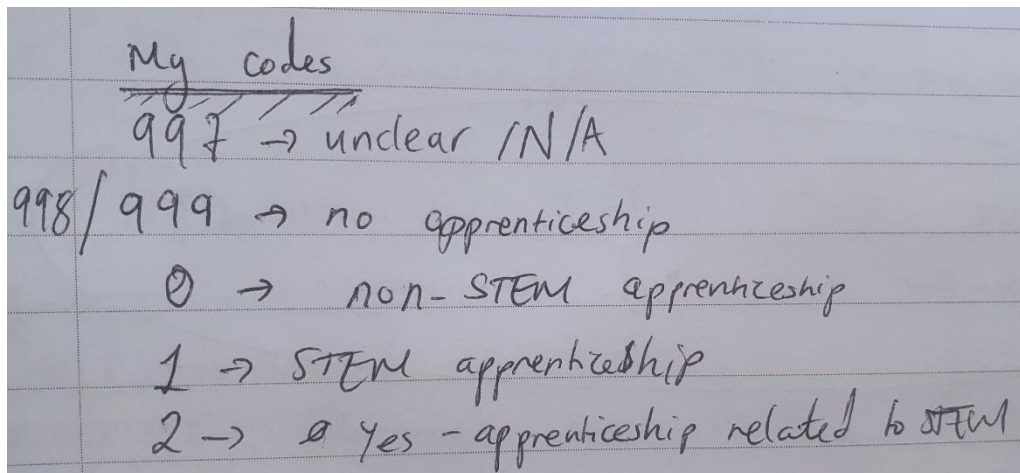 My codes
997 → unclear /N/A
998/999 → no apprenticeship
0 → non-STEM apprenticeship
1 → STEM apprenticeship
2 → Yes - apprenticeship related to STEM